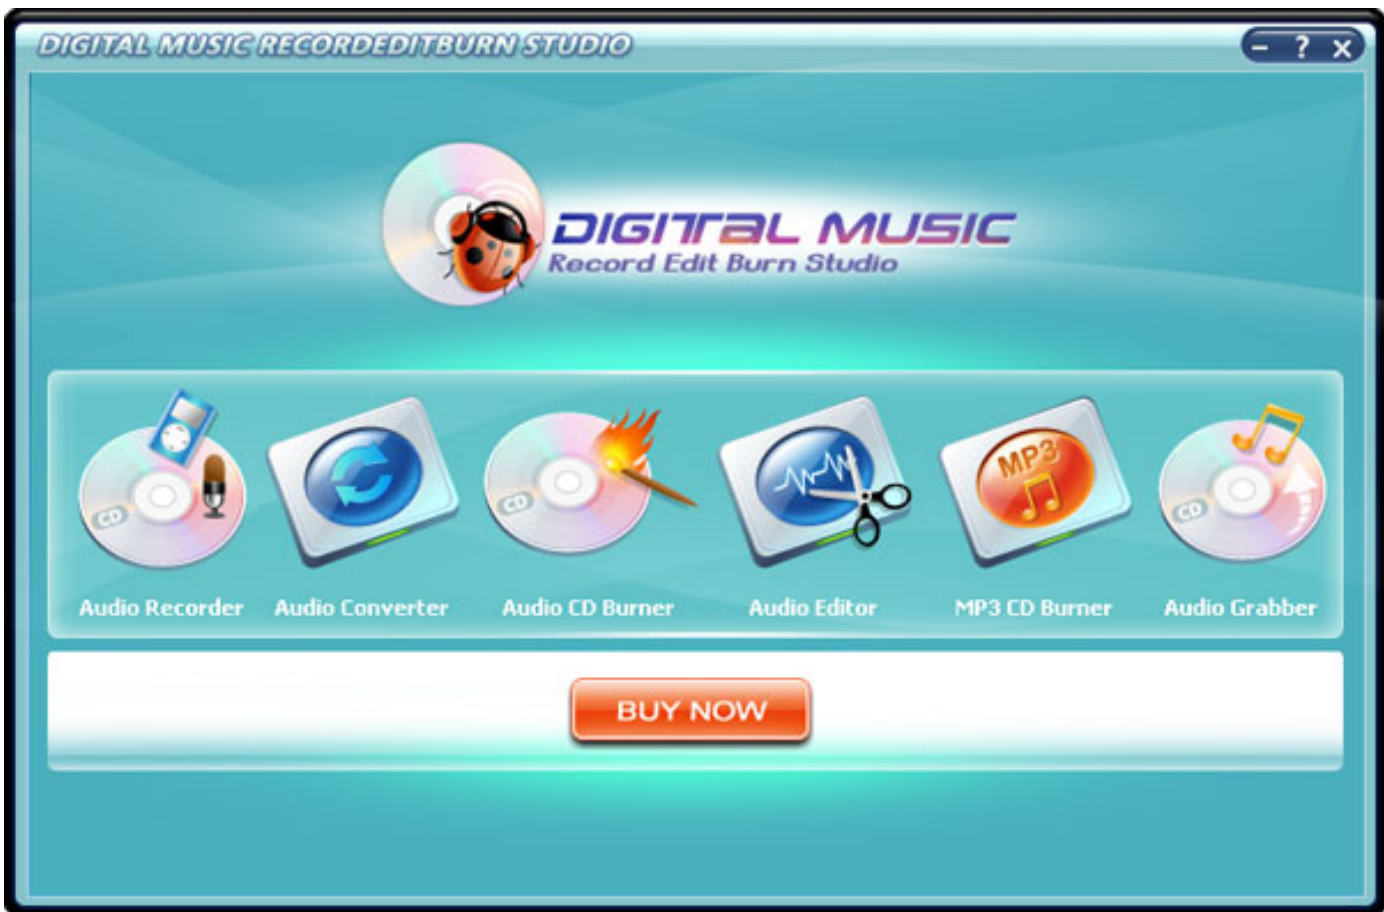 DIGITAL MUSIC RECORDEDITBURN STUDIO
- ? x
DIGITAL MUSIC
Record Edit Burn Studio
CD
CD
MP3
CD
Audio Recorder Audio Converter Audio CD Burner Audio Editor MP3 CD Burner Audio Grabber
BUY NOW